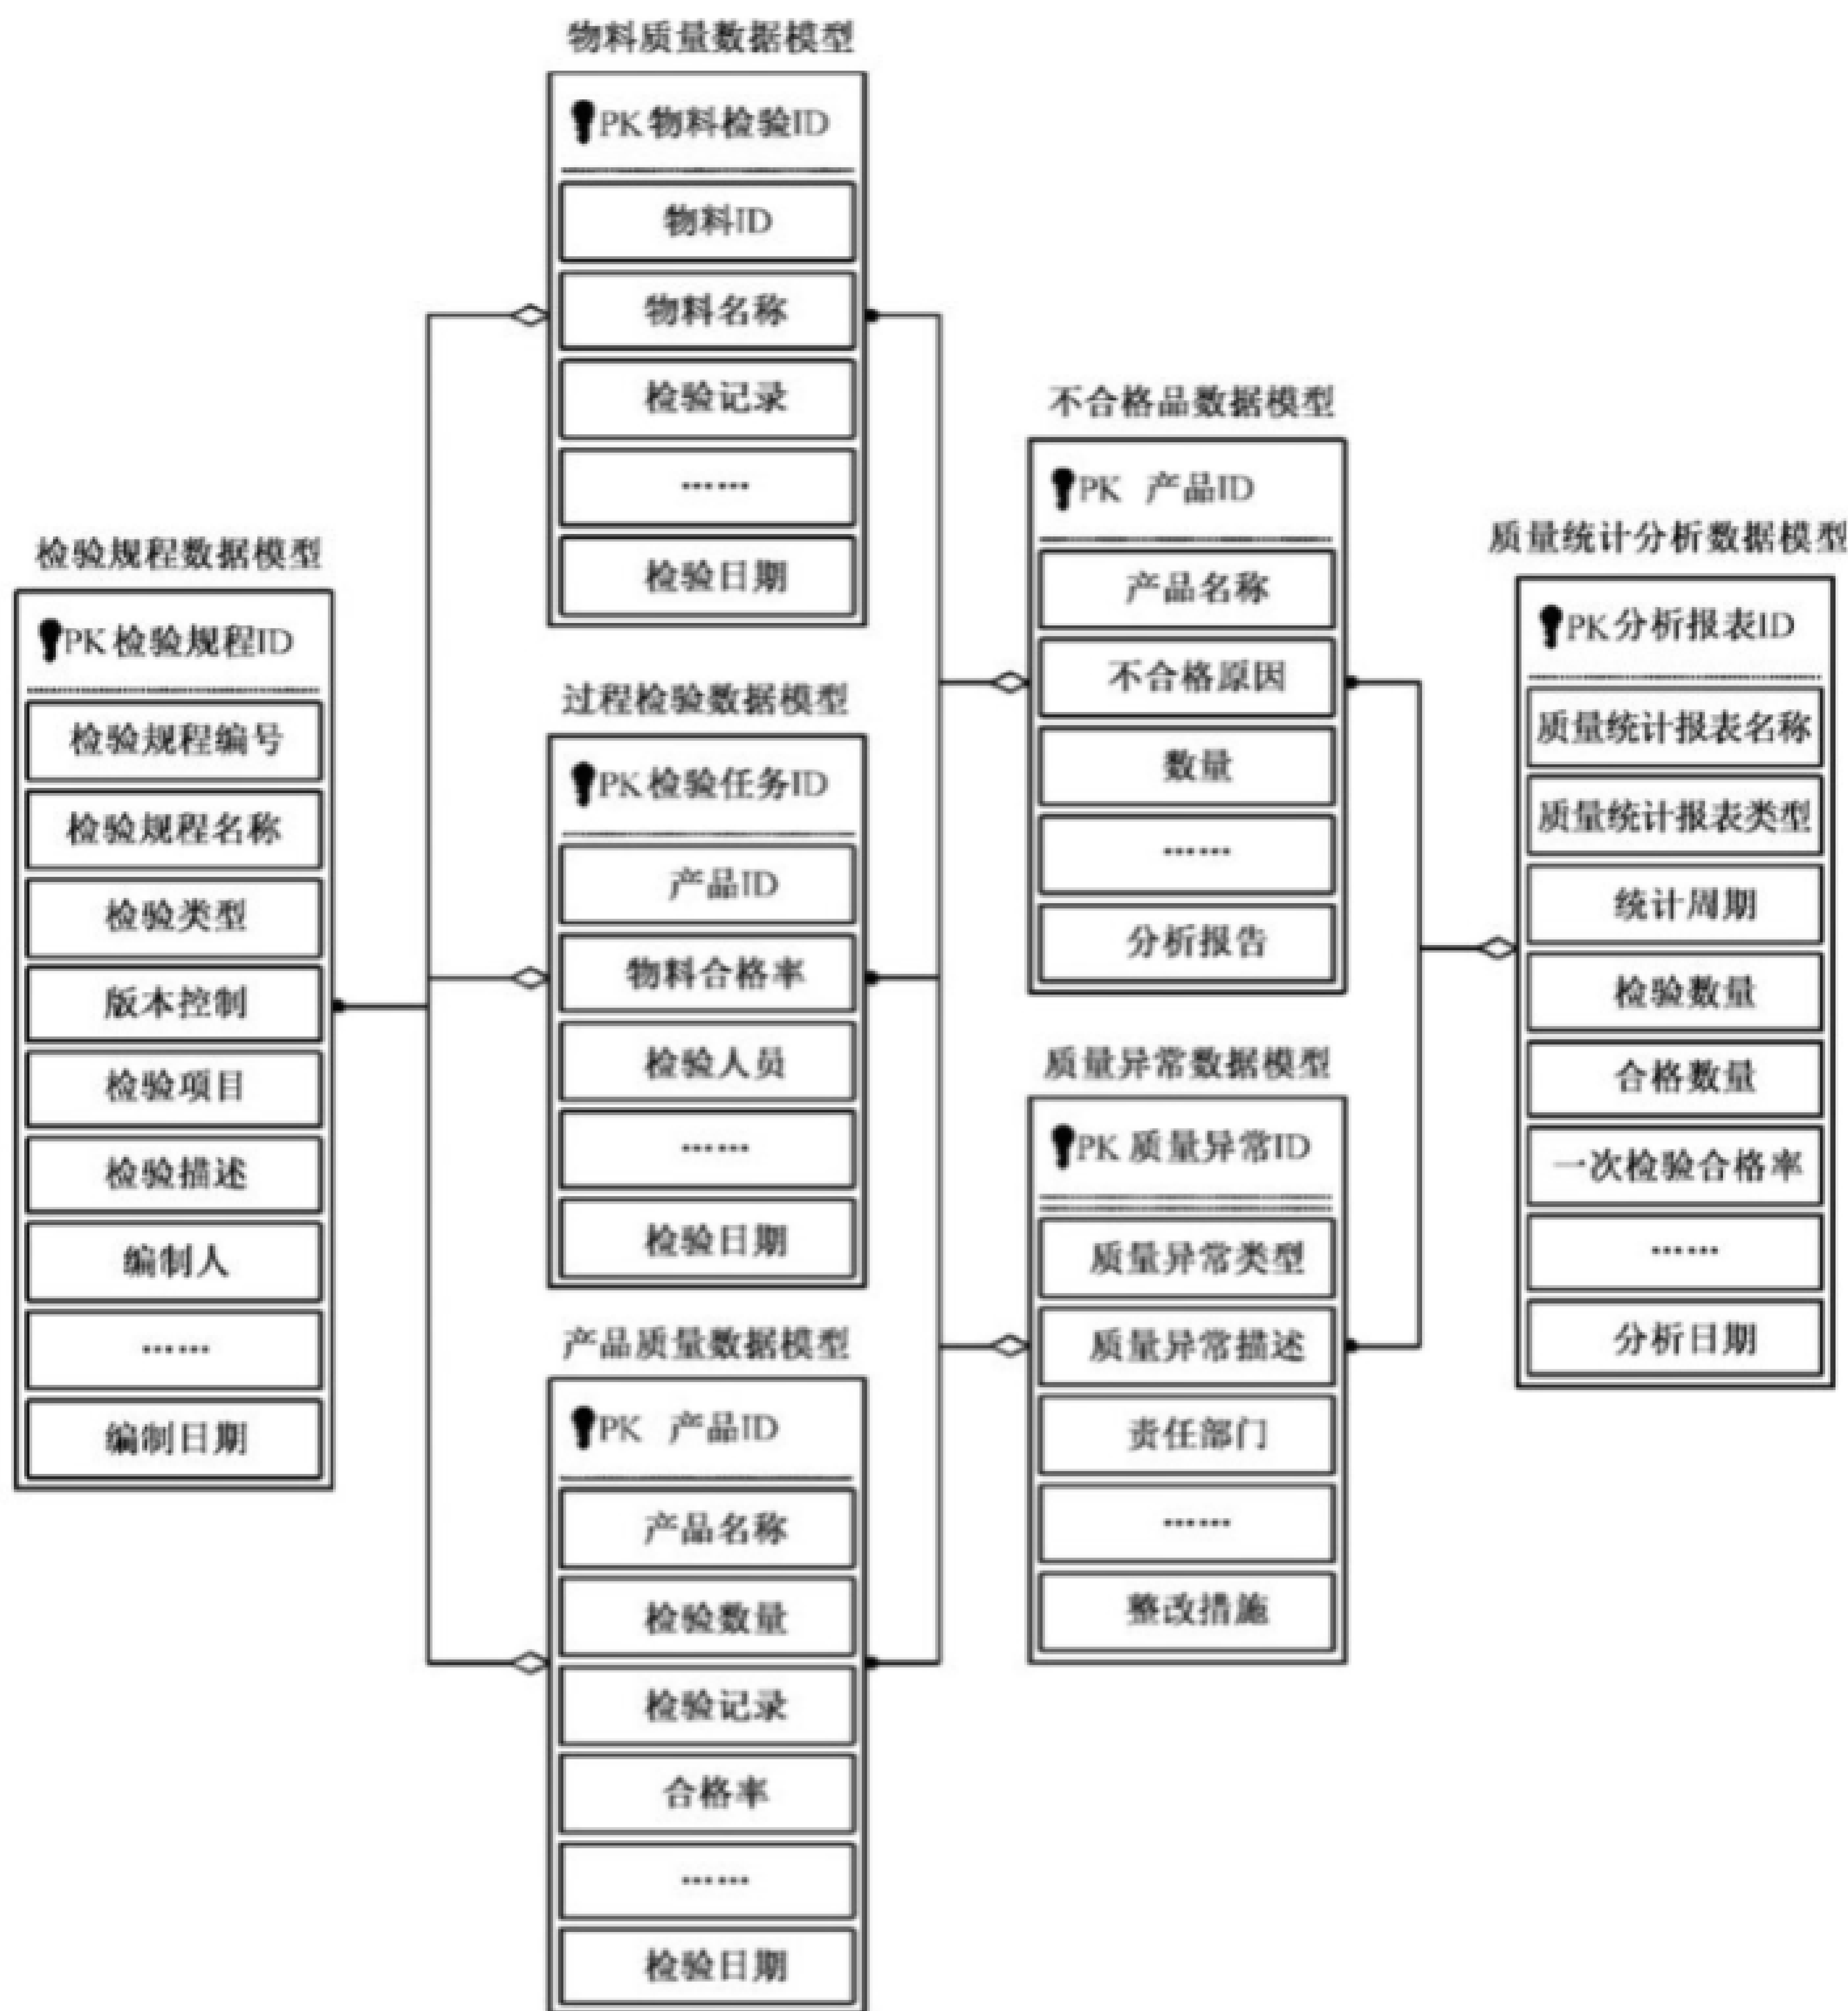 检验规程数据模型
PK 检验规程ID
检验规程编号
检验规程名称
检验类型
版本控制
检验项目
检验描述
编制人
……
编制日期
物料质量数据模型
PK 物料检验ID
物料ID
物料名称
检验记录
……
检验日期
过程检验数据模型
PK 检验任务ID
产品ID
物料合格率
检验人员
……
检验日期
产品质量数据模型
PK 产品ID
产品名称
检验数量
检验记录
合格率
……
检验日期
不合格品数据模型
PK 产品ID
产品名称
不合格原因
数量
……
分析报告
质量异常数据模型
PK 质量异常ID
质量异常类型
质量异常描述
责任部门
……
整改措施
质量统计分析数据模型
PK 分析报表ID
质量统计报表名称
质量统计报表类型
统计周期
检验数量
合格数量
一次检验合格率
……
分析日期